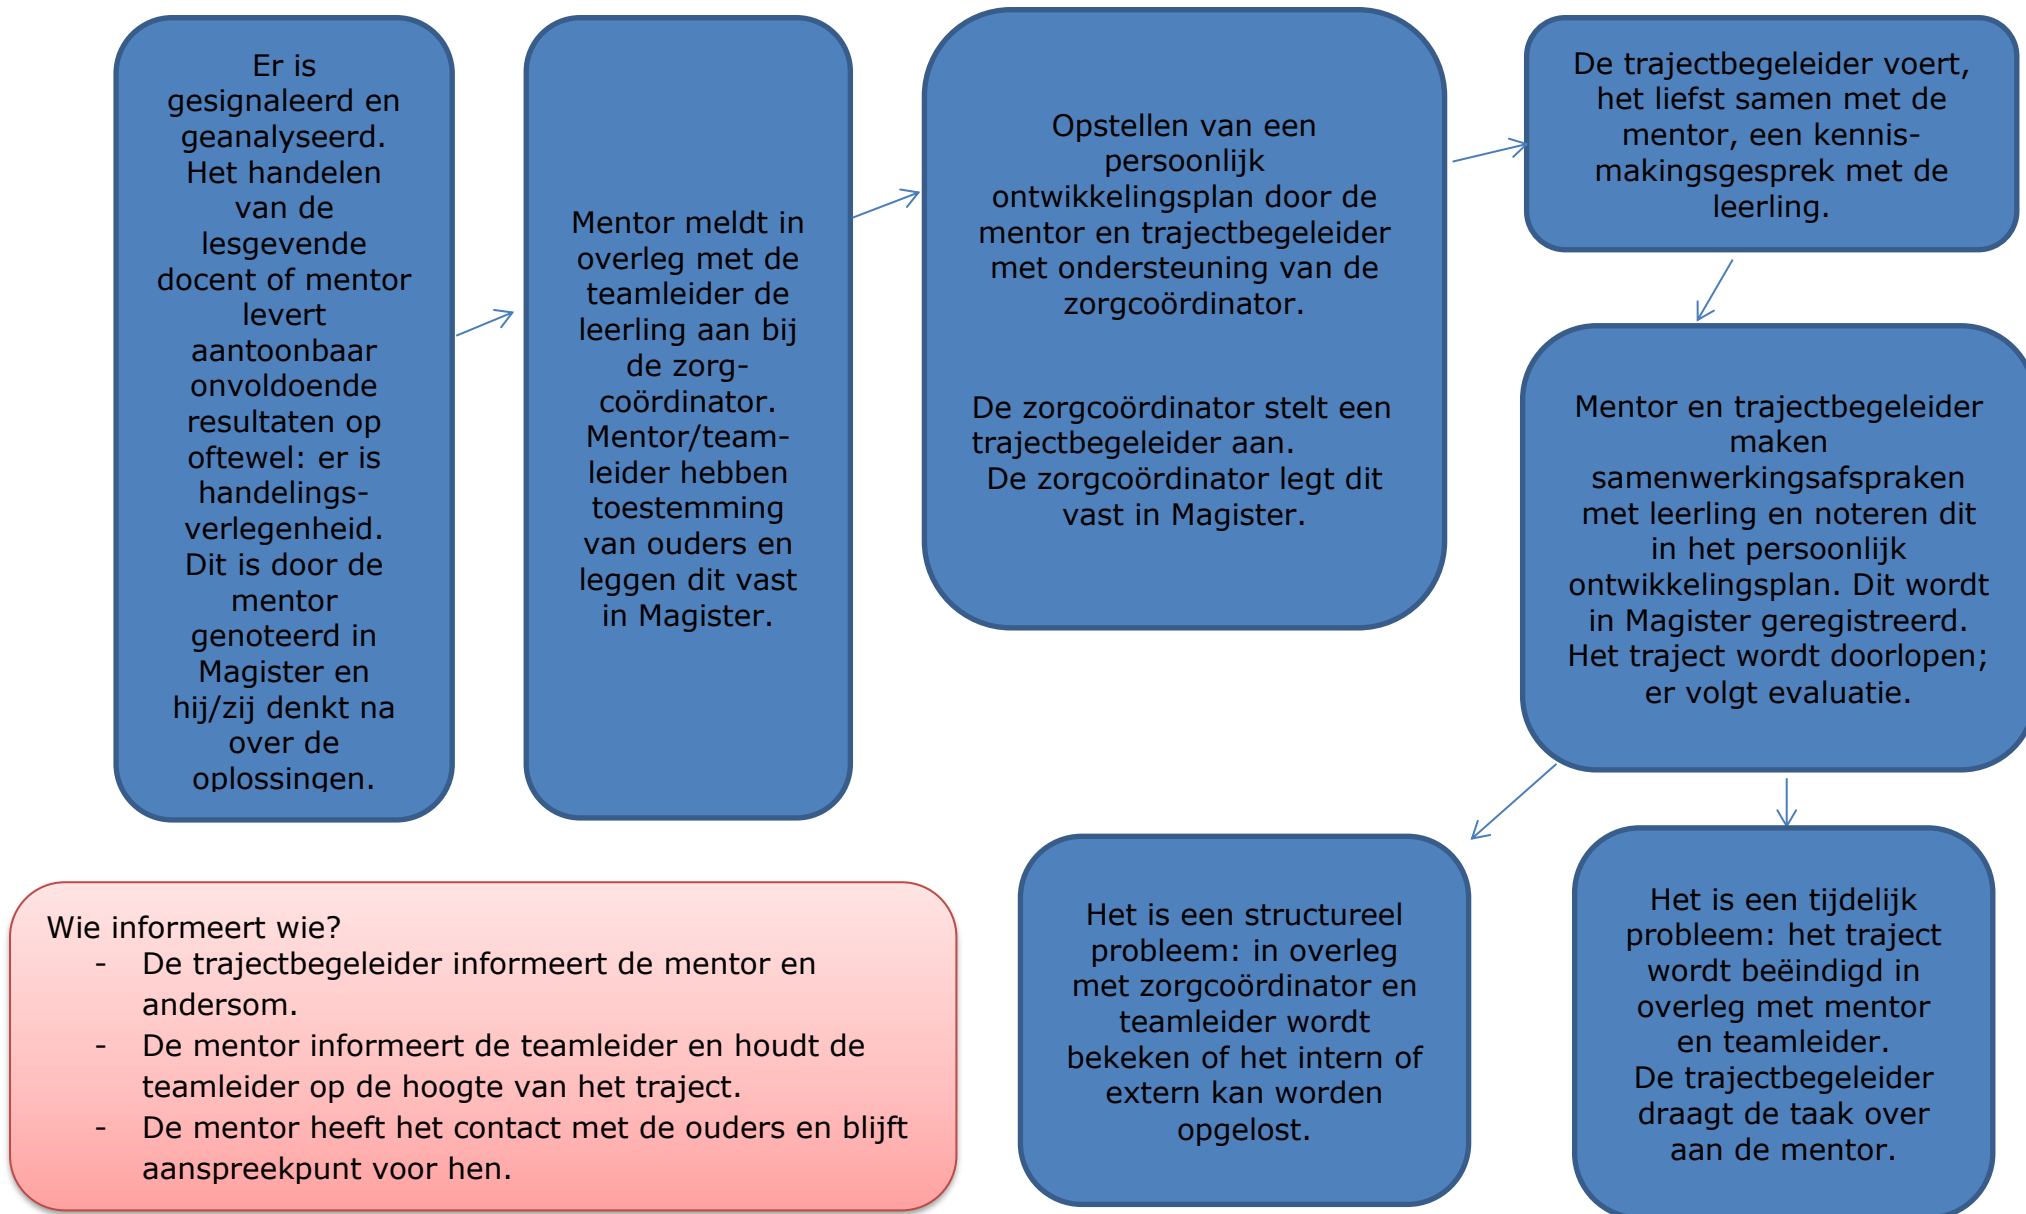 Er is
gesignaleerd en
geanalyseerd.
Het handelen
van de
lesgevende
docent of mentor
levert
aantoonbaar
onvoldoende
resultaten op
oftewel: er is
handelings-
verlegenheid.
Dit is door de
mentor
genoteerd in
Magister en
hij/zij denkt na
over de
oplossingen.
Mentor meldt in
overleg met de
teamleider de
leerling aan bij
de zorg-
coördinator.
Mentor/team-
leider hebben
toestemming
van ouders en
leggen dit vast
in Magister.
Opstellen van een
persoonlijk
ontwikkelingsplan door de
mentor en trajectbegeleider
met ondersteuning van de
zorgcoördinator.
De zorgcoördinator stelt een
trajectbegeleider aan.
De zorgcoördinator legt dit
vast in Magister.
De trajectbegeleider voert,
het liefst samen met de
mentor, een kennis-
makingsgesprek met de
leerling.
Mentor en trajectbegeleider
maken
samenwerkingsafspraken
met leerling en noteren dit
in het persoonlijk
ontwikkelingsplan. Dit wordt
in Magister geregistreerd.
Het traject wordt doorlopen;
er volgt evaluatie.
Het is een structureel
probleem: in overleg
met zorgcoördinator en
teamleider wordt
bekeken of het intern of
extern kan worden
opgelost.
Het is een tijdelijk
probleem: het traject
wordt beëindigd in
overleg met mentor
en teamleider.
De trajectbegeleider
draagt de taak over
aan de mentor.
Wie informeert wie?
- De trajectbegeleider informeert de mentor en
andersom.
- De mentor informeert de teamleider en houdt de
teamleider op de hoogte van het traject.
- De mentor heeft het contact met de ouders en blijft
aanspreekpunt voor hen.